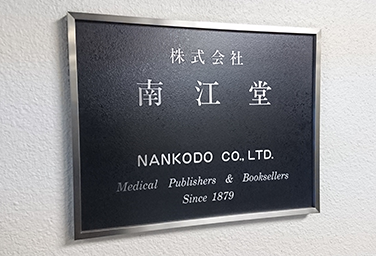 株式会社
南江堂
NANKODO CO., LTD.
Medical Publishers & Booksellers
Since 1879